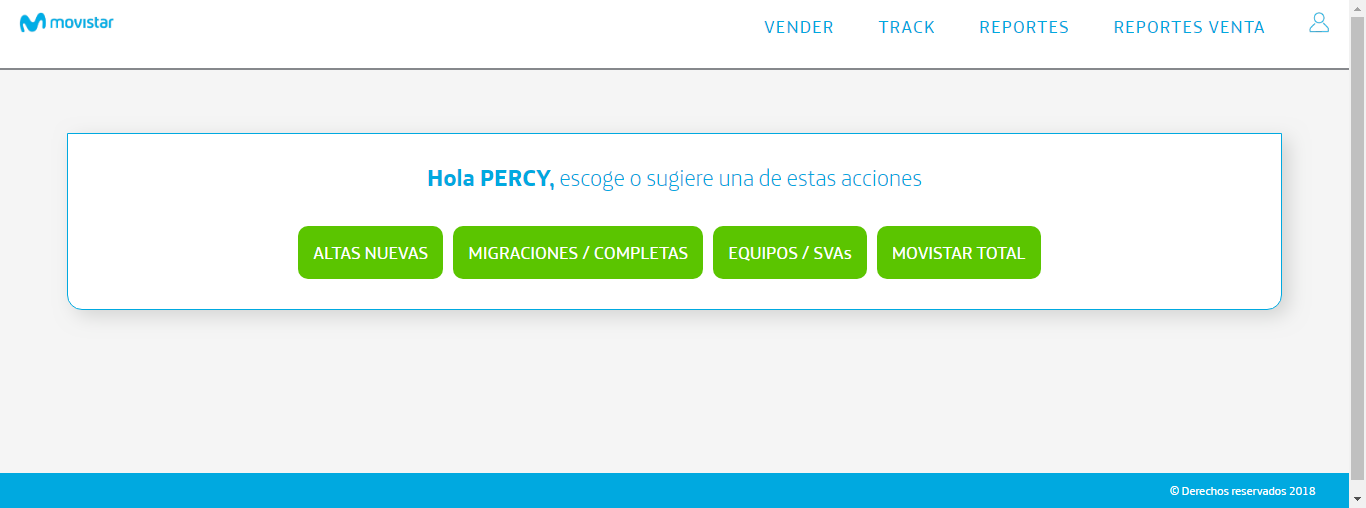 movistar
VENDER TRACK REPORTES REPORTES VENTA
Hola PERCY, escoge o sugiere una de estas acciones
ALTAS NUEVAS MIGRACIONES / COMPLETAS EQUIPOS / SVAs MOVISTAR TOTAL
© Derechos reservados 2018